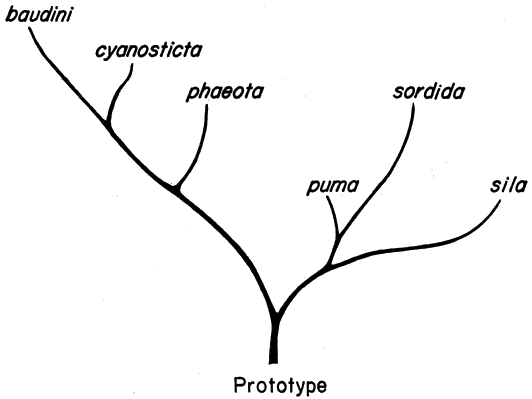 baudini
cyanosticta
phaeota
sordida
puma
sila
Prototype